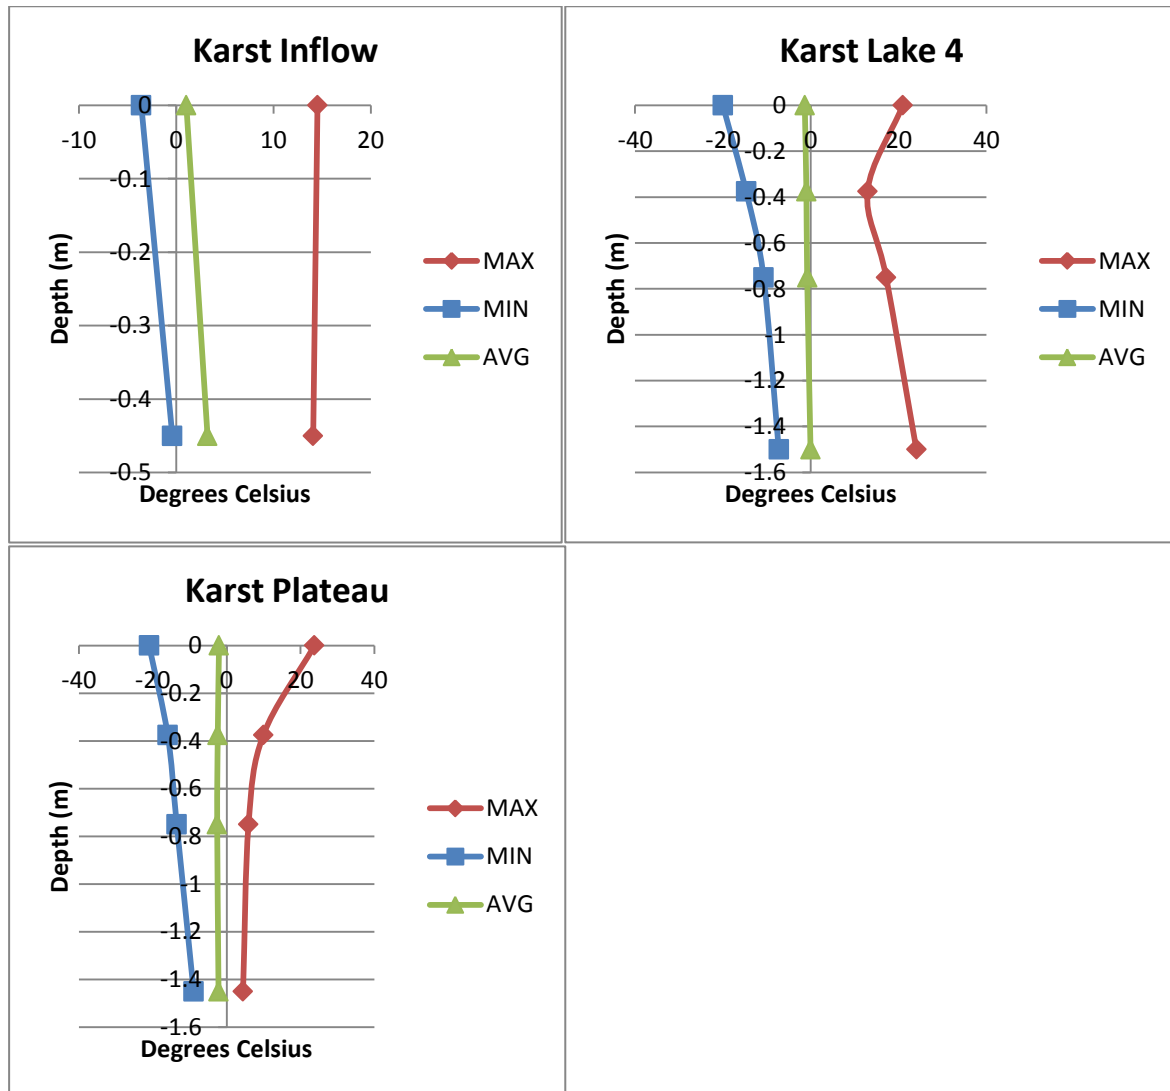 Karst Inflow
0
-10 0 10 20
-0.1
-0.2
-0.3
-0.4
-0.5
Depth (m)
Degrees Celsius
MAX
MIN
AVG
Karst Lake 4
0
-40 -20 0 20 40
-0.2
-0.4
-0.6
-0.8
-1
-1.2
-1.4
-1.6
Depth (m)
Degrees Celsius
MAX
MIN
AVG
Karst Plateau
0
-40 -20 0 20 40
-0.2
-0.4
-0.6
-0.8
-1
-1.2
-1.4
-1.6
Depth (m)
Degrees Celsius
MAX
MIN
AVG